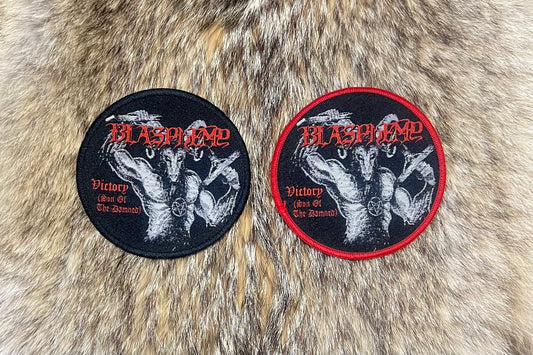 BLASPHEMY
Victory
(Son Of
The Damned)
BLASPHEMY
Victory
(Son Of
The Damned)